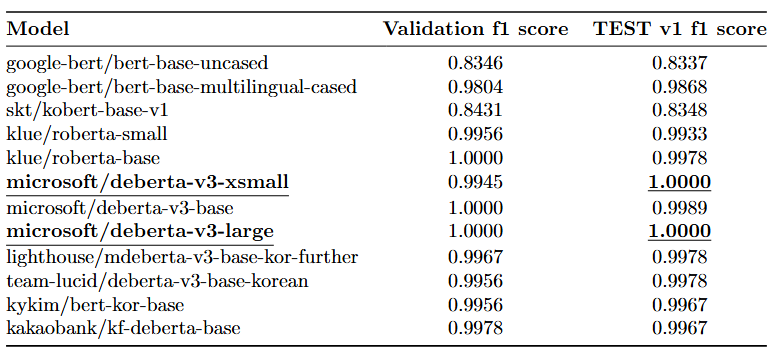 Model Validation f1 score TEST v1 f1 score
google-bert/bert-base-uncased 0.8346 0.8337
google-bert/bert-base-multilingual-cased 0.9804 0.9868
skt/kobert-base-v1 0.8431 0.8348
klue/roberta-small 0.9956 0.9933
klue/roberta-base 1.0000 0.9978
microsoft/deberta-v3-xsmall 0.9945 1.0000
microsoft/deberta-v3-base 1.0000 0.9989
microsoft/deberta-v3-large 1.0000 1.0000
lighthouse/mdeberta-v3-base-kor-further 0.9967 0.9978
team-lucid/deberta-v3-base-korean 0.9956 0.9978
kykim/bert-kor-base 0.9956 0.9967
kakaobank/kf-deberta-base 0.9978 0.9967